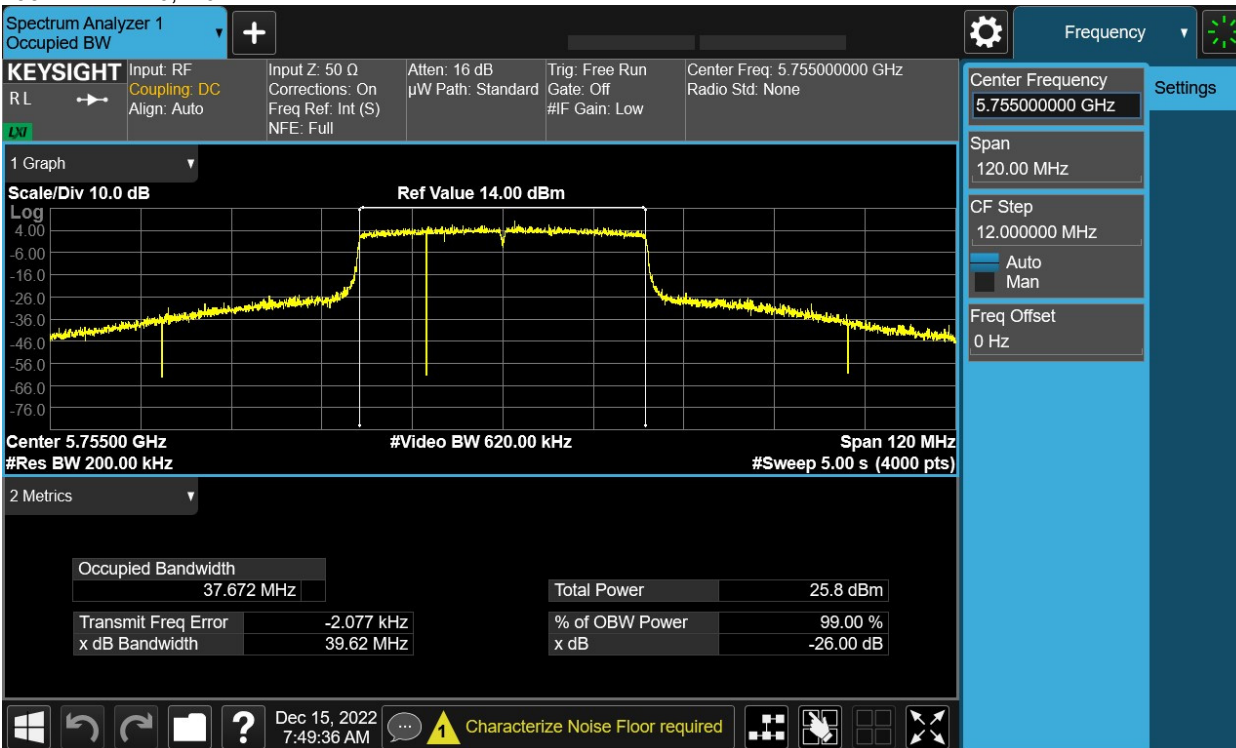 Spectrum Analyzer 1
Occupied BW
+
Frequency
KEYSIGHT
RL
LXI
Input: RF
Coupling: DC
Align: Auto
Input Z: 50 Ω
Corrections: On
Freq Ref: Int (S)
NFE: Full
Atten: 16 dB
µW Path: Standard
Trig: Free Run
Gate: Off
#IF Gain: Low
Center Freq: 5.755000000 GHz
Radio Std: None
Center Frequency
5.755000000 GHz
Settings
Span
120.00 MHz
CF Step
12.000000 MHz
Auto
Man
Freq Offset
0 Hz
1 Graph
Scale/Div 10.0 dB
Ref Value 14.00 dBm
Log
4.00
-6.00
-16.0
-26.0
-36.0
-46.0
-56.0
-66.0
-76.0
Center 5.75500 GHz
#Video BW 620.00 kHz
Span 120 MHz
#Res BW 200.00 kHz
#Sweep 5.00 s (4000 pts)
2 Metrics
Occupied Bandwidth
37.672 MHz
Total Power 25.8 dBm
Transmit Freq Error -2.077 kHz
% of OBW Power 99.00 %
x dB Bandwidth 39.62 MHz
x dB -26.00 dB
?
Dec 15, 2022
7:49:36 AM
1
Characterize Noise Floor required